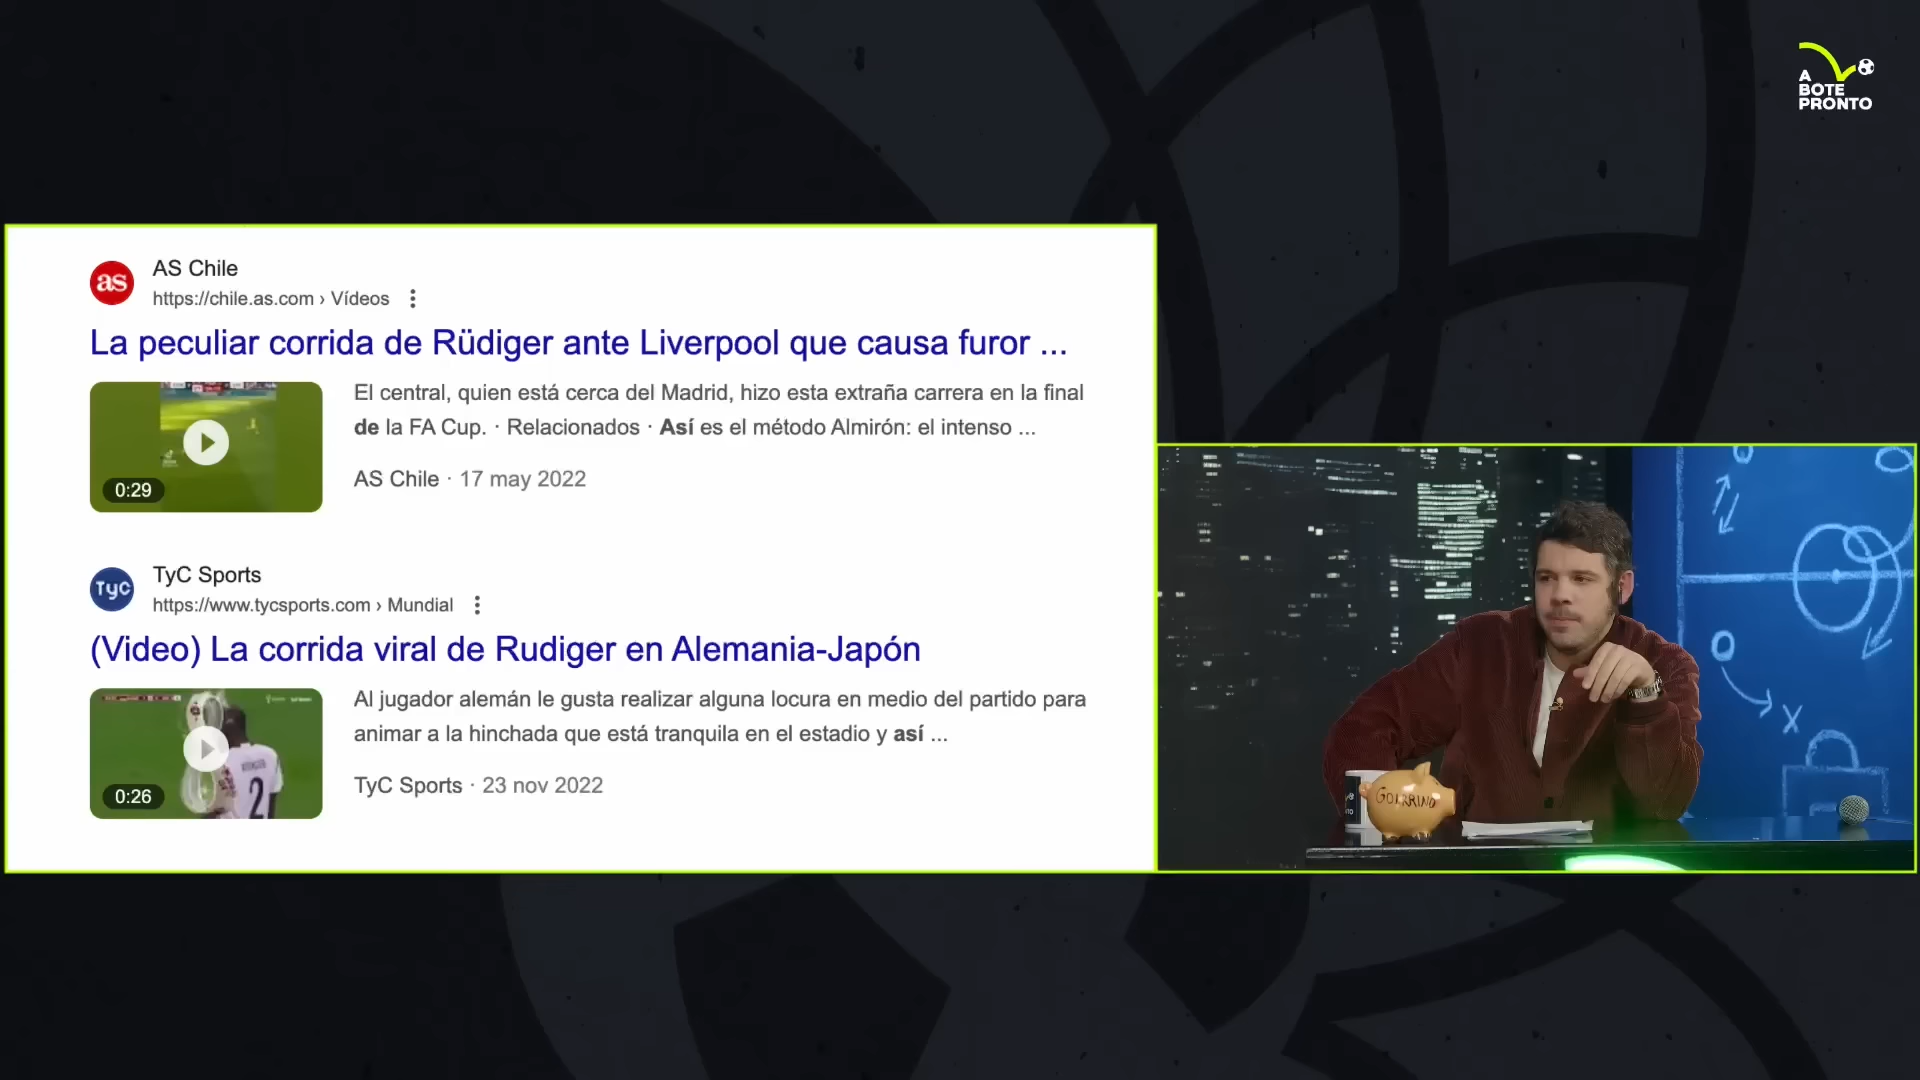 A
BOTE
PRONTO
as
AS Chile
https://chile.as.com › Vídeos
La peculiar corrida de Rüdiger ante Liverpool que causa furor ...
El central, quien está cerca del Madrid, hizo esta extraña carrera en la final
de la FA Cup. · Relacionados · Así es el método Almirón: el intenso ...
0:29
AS Chile · 17 may 2022
TyC
TyC Sports
https://www.tycsports.com › Mundial
(Video) La corrida viral de Rudiger en Alemania-Japón
Al jugador alemán le gusta realizar alguna locura en medio del partido para
animar a la hinchada que está tranquila en el estadio y así ...
2
0:26
TyC Sports · 23 nov 2022
X